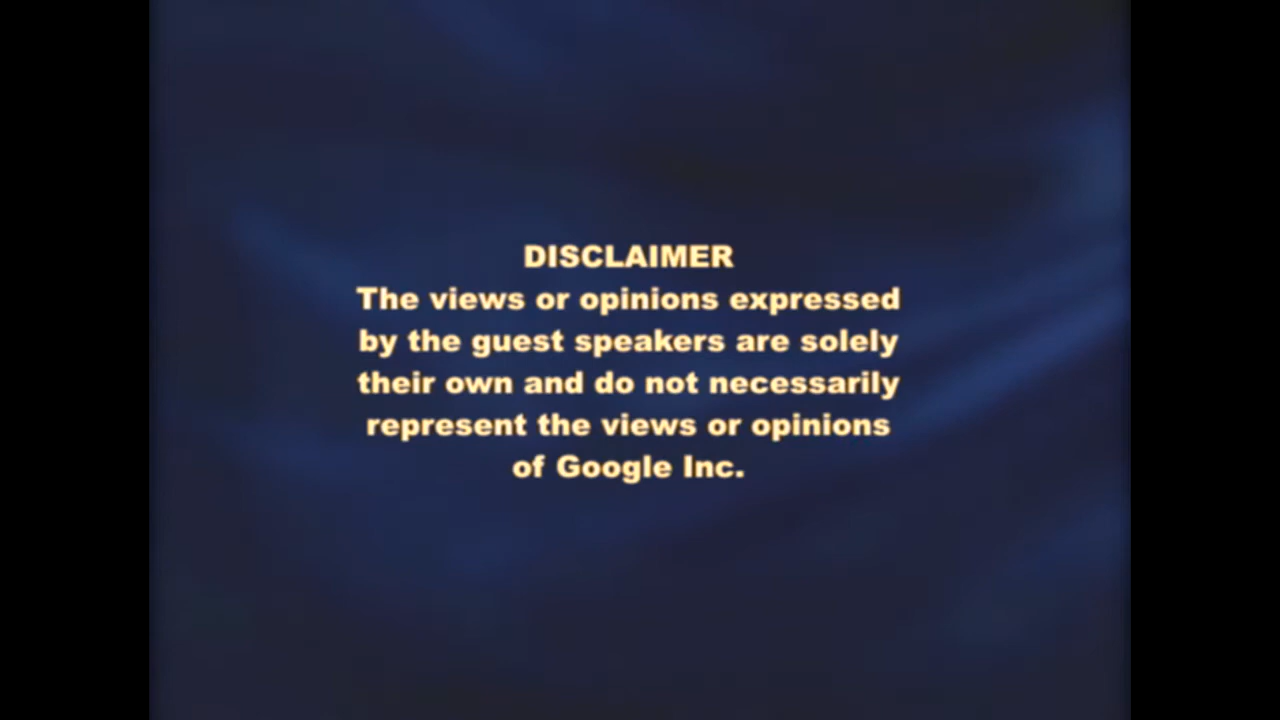 DISCLAIMER
The views or opinions expressed
by the guest speakers are solely
their own and do not necessarily
represent the views or opinions
of Google Inc.